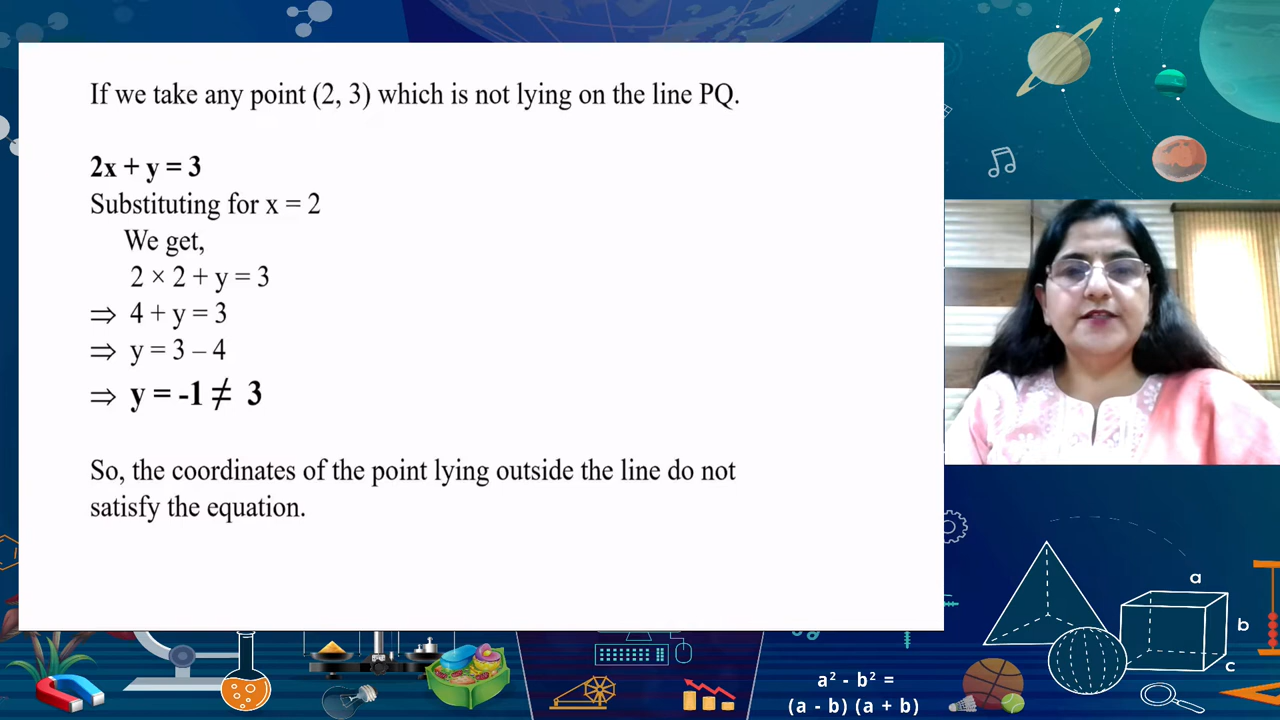 If we take any point (2, 3) which is not lying on the line PQ.
2x + y = 3
Substituting for x = 2
We get,
2 × 2 + y = 3
⇒ 4 + y = 3
⇒ y = 3 – 4
⇒ y = -1 ≠ 3
So, the coordinates of the point lying outside the line do not
satisfy the equation.
a
b
c
a² - b² =
(a - b) (a + b)